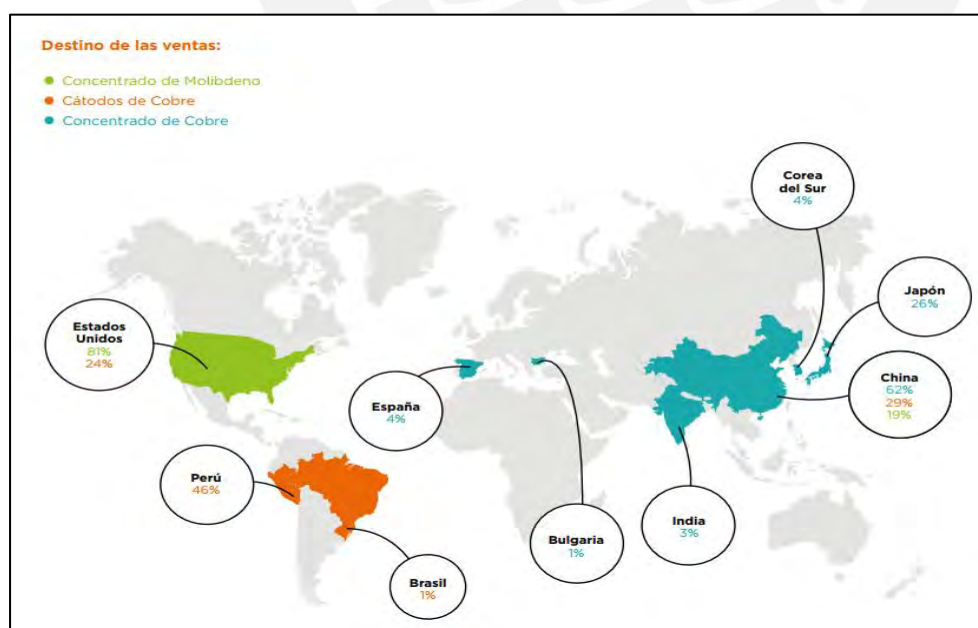 Destino de las ventas:
Concentrado de Molibdeno
Cátodos de Cobre
Concentrado de Cobre
Corea
del Sur
4%
Japón
26%
Estados
Unidos
81%
24%
China
62%
29%
19%
España
4%
Perú
46%
India
3%
Bulgaria
1%
Brasil
1%